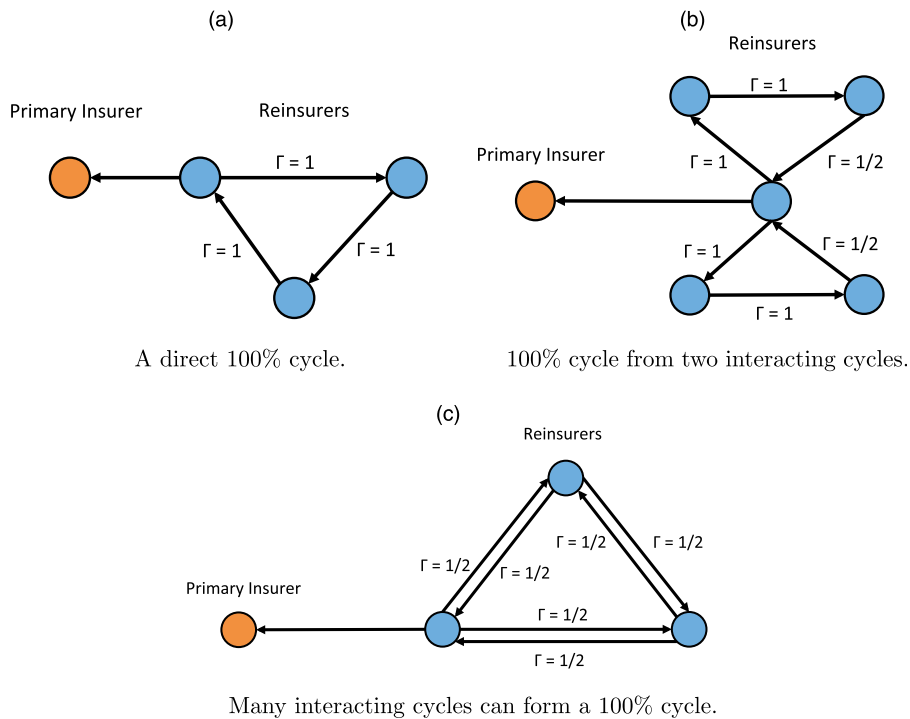 (a)
Primary Insurer
Reinsurers
Γ = 1
Γ = 1
Γ = 1
A direct 100% cycle.
(b)
Reinsurers
Primary Insurer
Γ = 1
Γ = 1
Γ = 1/2
Γ = 1
Γ = 1/2
Γ = 1
100% cycle from two interacting cycles.
(c)
Reinsurers
Primary Insurer
Γ = 1/2
Γ = 1/2
Γ = 1/2
Γ = 1/2
Γ = 1/2
Γ = 1/2
Many interacting cycles can form a 100% cycle.